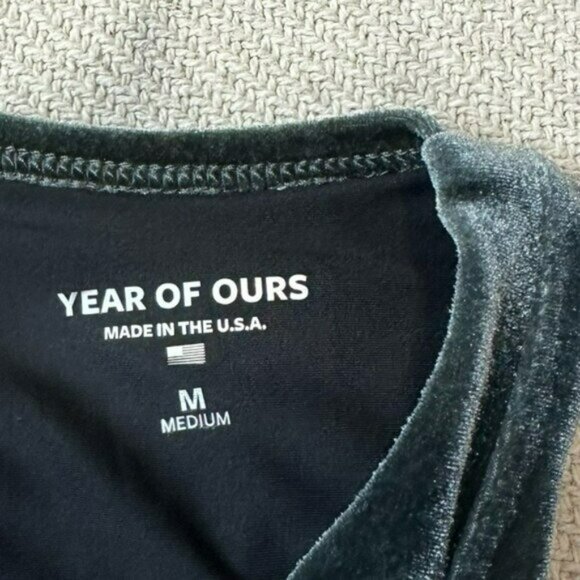 YEAR OF OURS
MADE IN THE U.S.A.
M
MEDIUM